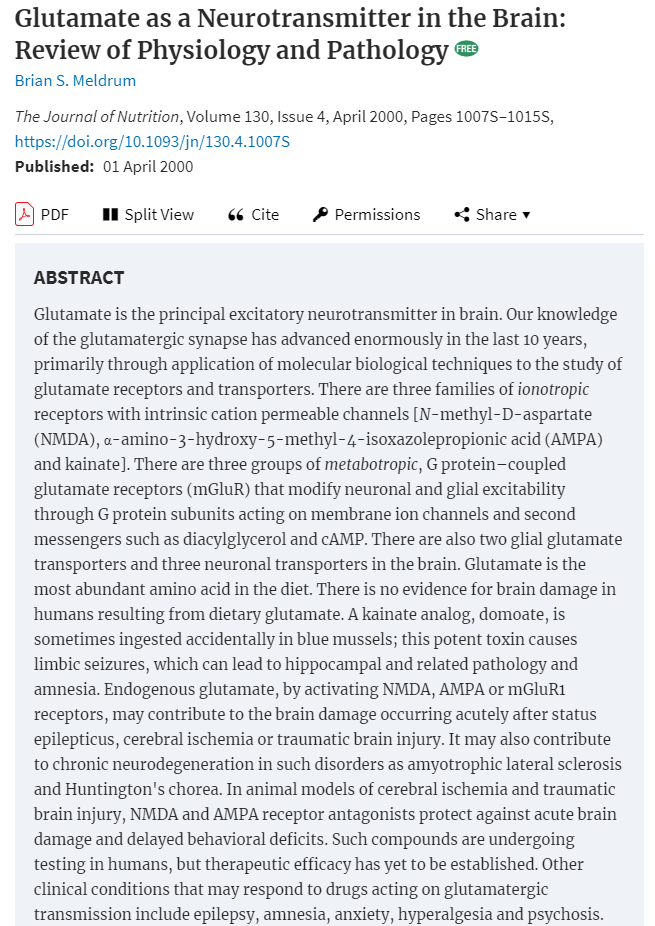 Glutamate as a Neurotransmitter in the Brain:
Review of Physiology and Pathology FREE
Brian S. Meldrum
The Journal of Nutrition, Volume 130, Issue 4, April 2000, Pages 1007S–1015S,
https://doi.org/10.1093/jn/130.4.1007S
Published: 01 April 2000
PDF Split View Cite Permissions Share ▼
ABSTRACT
Glutamate is the principal excitatory neurotransmitter in brain. Our knowledge
of the glutamatergic synapse has advanced enormously in the last 10 years,
primarily through application of molecular biological techniques to the study of
glutamate receptors and transporters. There are three families of ionotropic
receptors with intrinsic cation permeable channels [N-methyl-D-aspartate
(NMDA), α-amino-3-hydroxy-5-methyl-4-isoxazolepropionic acid (AMPA)
and kainate]. There are three groups of metabotropic, G protein–coupled
glutamate receptors (mGluR) that modify neuronal and glial excitability
through G protein subunits acting on membrane ion channels and second
messengers such as diacylglycerol and cAMP. There are also two glial glutamate
transporters and three neuronal transporters in the brain. Glutamate is the
most abundant amino acid in the diet. There is no evidence for brain damage in
humans resulting from dietary glutamate. A kainate analog, domoate, is
sometimes ingested accidentally in blue mussels; this potent toxin causes
limbic seizures, which can lead to hippocampal and related pathology and
amnesia. Endogenous glutamate, by activating NMDA, AMPA or mGluR1
receptors, may contribute to the brain damage occurring acutely after status
epilepticus, cerebral ischemia or traumatic brain injury. It may also contribute
to chronic neurodegeneration in such disorders as amyotrophic lateral sclerosis
and Huntington's chorea. In animal models of cerebral ischemia and traumatic
brain injury, NMDA and AMPA receptor antagonists protect against acute brain
damage and delayed behavioral deficits. Such compounds are undergoing
testing in humans, but therapeutic efficacy has yet to be established. Other
clinical conditions that may respond to drugs acting on glutamatergic
transmission include epilepsy, amnesia, anxiety, hyperalgesia and psychosis.